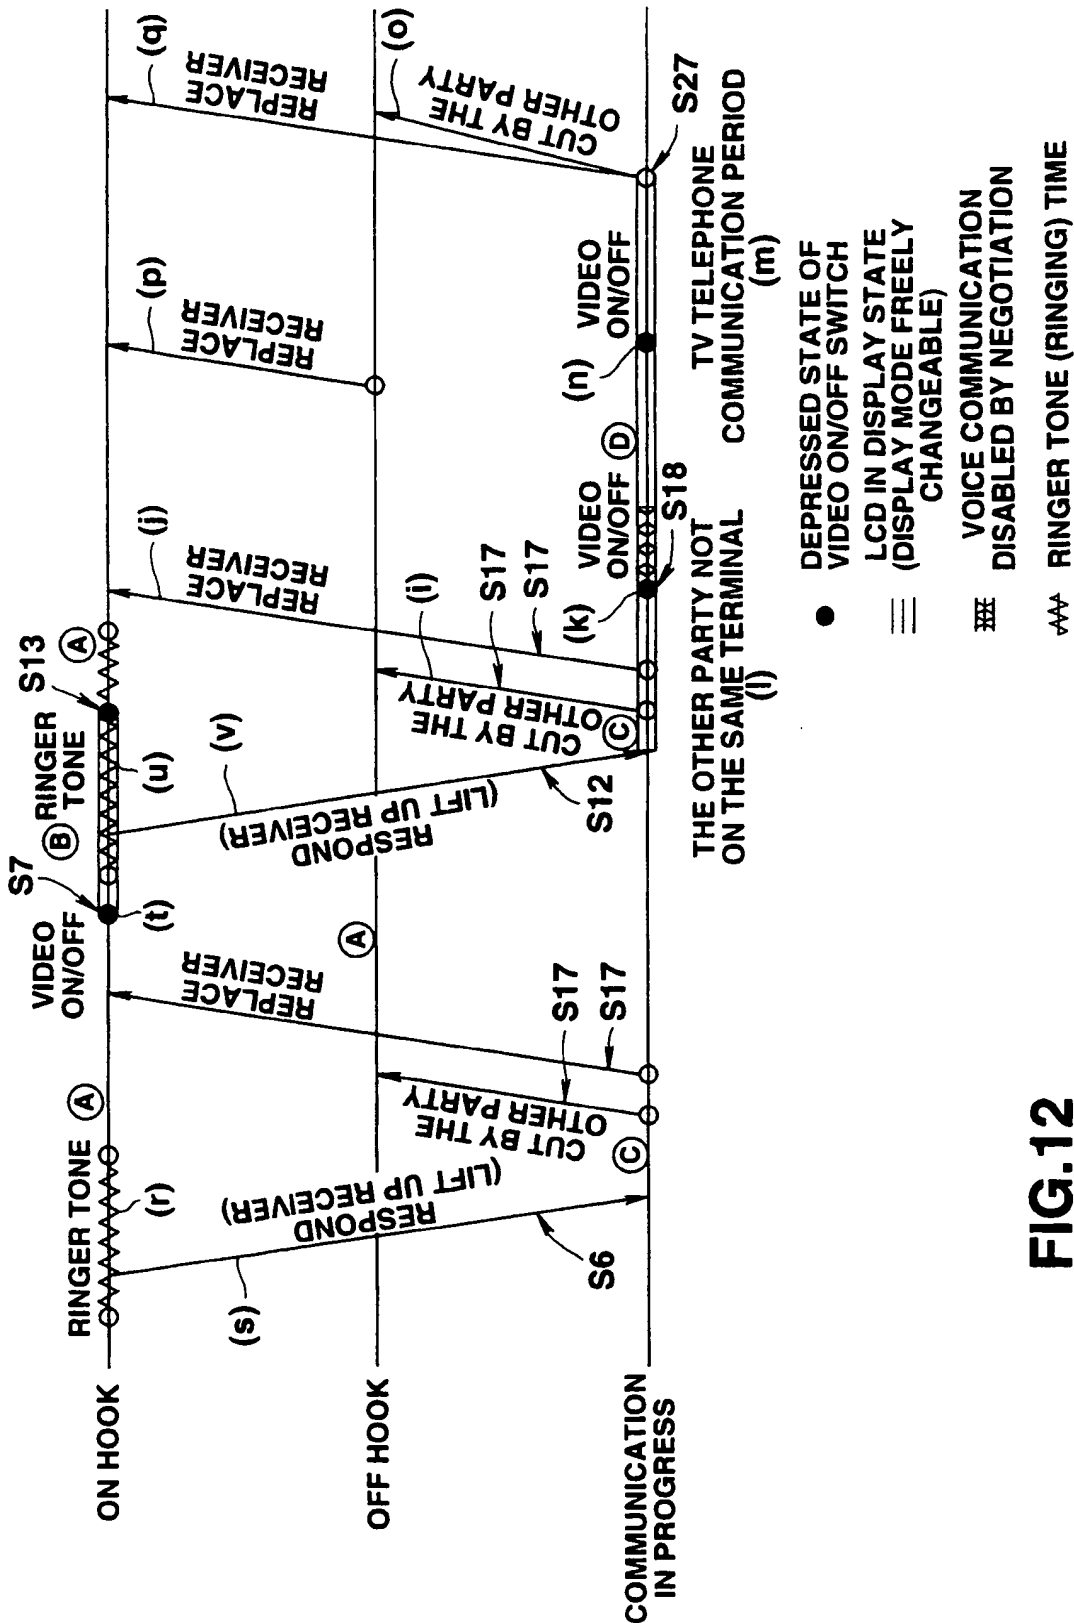 ON HOOK
OFF HOOK
COMMUNICATION
IN PROGRESS
RINGER TONE
(r)
(s)
RESPOND
(LIFT UP RECEIVER)
S6
A
C
CUT BY THE
OTHER PARTY
S17
S17
REPLACE
RECEIVER
A
VIDEO
ON/OFF
S7
(t)
B
RINGER
TONE
(u)
S13
A
(v)
RESPOND
(LIFT UP RECEIVER)
S12
C
CUT BY THE
OTHER PARTY
(i)
S17
S17
REPLACE
RECEIVER
(j)
(k)
VIDEO
ON/OFF
S18
THE OTHER PARTY NOT
ON THE SAME TERMINAL
(l)
D
(n)
VIDEO
ON/OFF
TV TELEPHONE
COMMUNICATION PERIOD
(m)
REPLACE
RECEIVER
(p)
S27
CUT BY THE
OTHER PARTY
(o)
REPLACE
RECEIVER
(q)
DEPRESSED STATE OF
VIDEO ON/OFF SWITCH
LCD IN DISPLAY STATE
(DISPLAY MODE FREELY
CHANGEABLE)
VOICE COMMUNICATION
DISABLED BY NEGOTIATION
RINGER TONE (RINGING) TIME
FIG.12